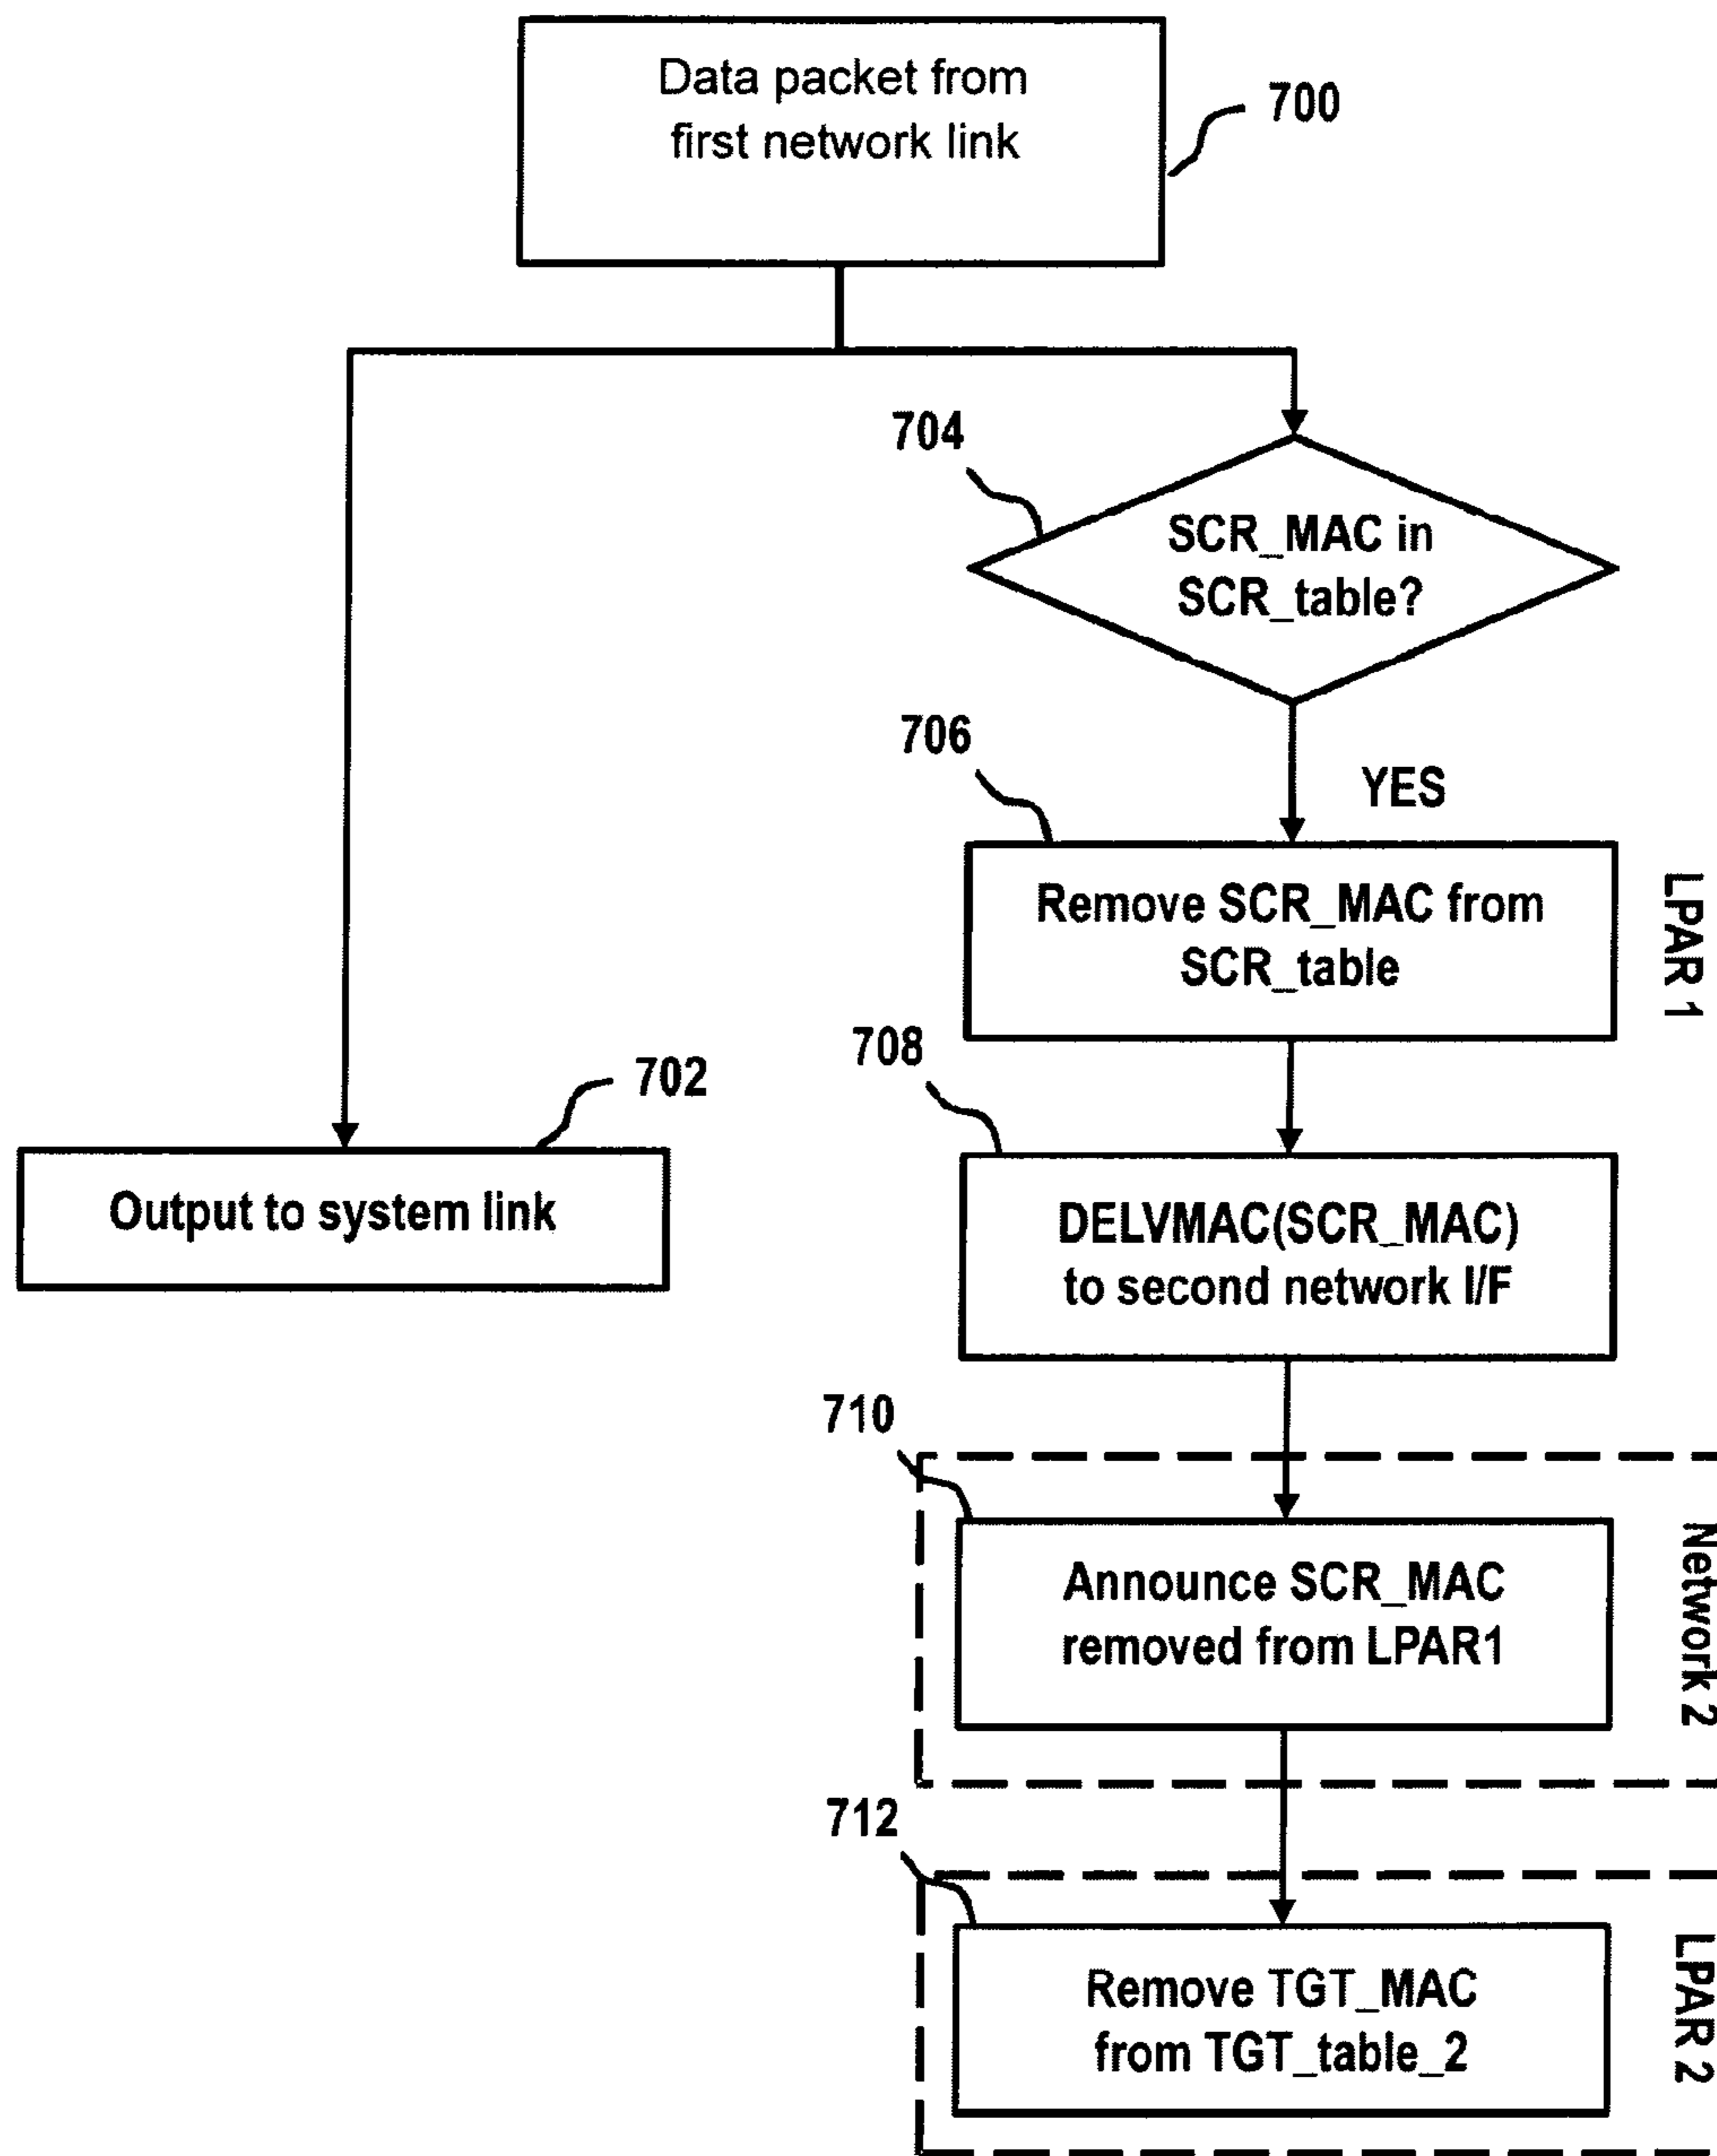 Data packet from
first network link
700
704
SCR_MAC in
SCR_table?
706
YES
Remove SCR_MAC from
SCR_table
LPAR 1
702
Output to system link
708
DELVMAC(SCR_MAC)
to second network I/F
710
Announce SCR_MAC
removed from LPAR1
Network 2
712
Remove TGT_MAC
from TGT_table_2
LPAR 2